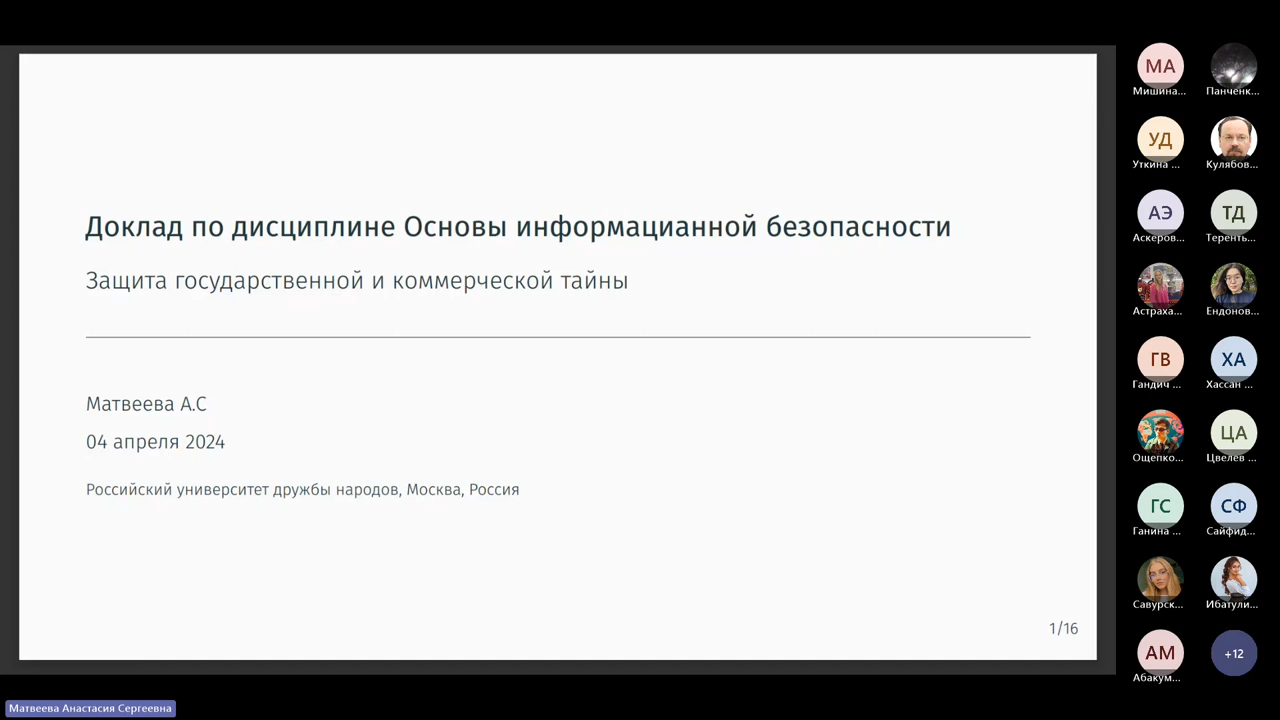 Доклад по дисциплине Основы информацианной безопасности
Защита государственной и коммерческой тайны
Матвеева А.С
04 апреля 2024
Российский университет дружбы народов, Москва, Россия
1/16
МА
Мишина...
Панченк...
УД
Уткина ...
Кулябов...
АЭ
Аскеров...
ТД
Теренть...
Астраха...
Ендонов...
ГВ
Гандич ...
ХА
Хассан ...
Ощепко...
ЦА
Цвелев ...
ГС
Ганина ...
СФ
Сайфид...
Савурск...
Ибатули...
АМ
Абакум...
+12
Матвеева Анастасия Сергеевна